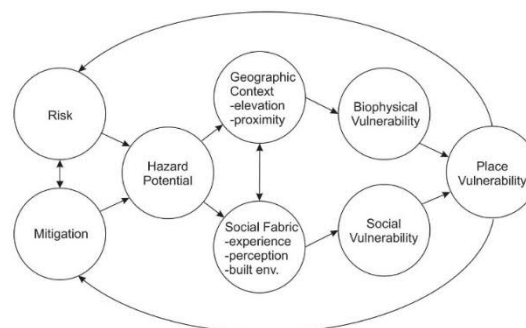 Risk
Mitigation
Hazard
Potential
Geographic
Context
-elevation
-proximity
Social Fabric
-experience
-perception
-built env.
Biophysical
Vulnerability
Social
Vulnerability
Place
Vulnerability